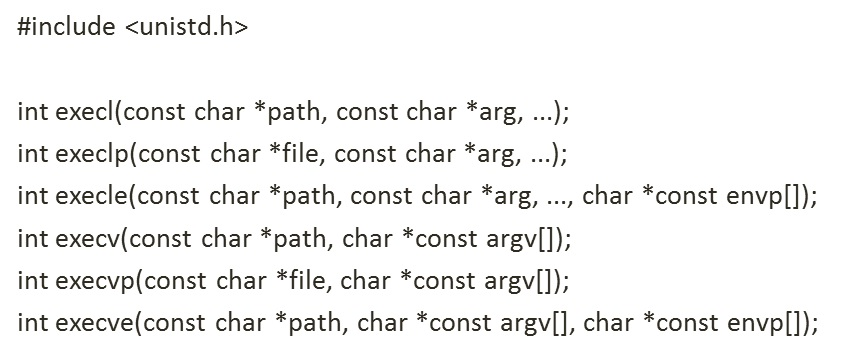 #include <unistd.h>
int execl(const char *path, const char *arg, ...);
int execlp(const char *file, const char *arg, ...);
int execle(const char *path, const char *arg, ..., char *const envp[]);
int execv(const char *path, char *const argv[]);
int execvp(const char *file, char *const argv[]);
int execve(const char *path, char *const argv[], char *const envp[]);